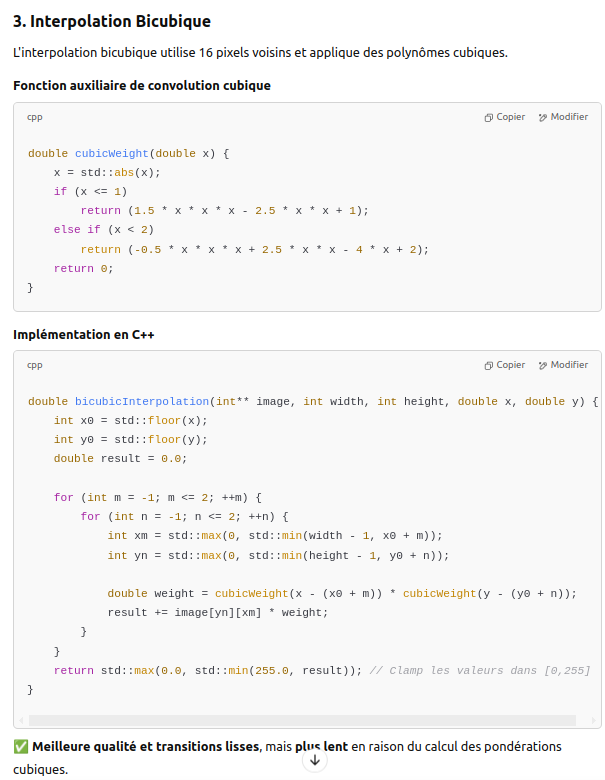 3. Interpolation Bicubique
L'interpolation bicubique utilise 16 pixels voisins et applique des polynômes cubiques.
Fonction auxiliaire de convolution cubique
cpp Copier Modifier
double cubicWeight(double x) {
    x = std::abs(x);
    if (x <= 1)
        return (1.5 * x * x * x - 2.5 * x * x + 1);
    else if (x < 2)
        return (-0.5 * x * x * x + 2.5 * x * x - 4 * x + 2);
    return 0;
}
Implémentation en C++
cpp Copier Modifier
double bicubicInterpolation(int** image, int width, int height, double x, double y) {
    int x0 = std::floor(x);
    int y0 = std::floor(y);
    double result = 0.0;
    for (int m = -1; m <= 2; ++m) {
        for (int n = -1; n <= 2; ++n) {
            int xm = std::max(0, std::min(width - 1, x0 + m));
            int yn = std::max(0, std::min(height - 1, y0 + n));
            double weight = cubicWeight(x - (x0 + m)) * cubicWeight(y - (y0 + n));
            result += image[yn][xm] * weight;
        }
    }
    return std::max(0.0, std::min(255.0, result)); // Clamp les valeurs dans [0,255]
}
✅ Meilleure qualité et transitions lisses, mais plus lent en raison du calcul des pondérations
cubiques.